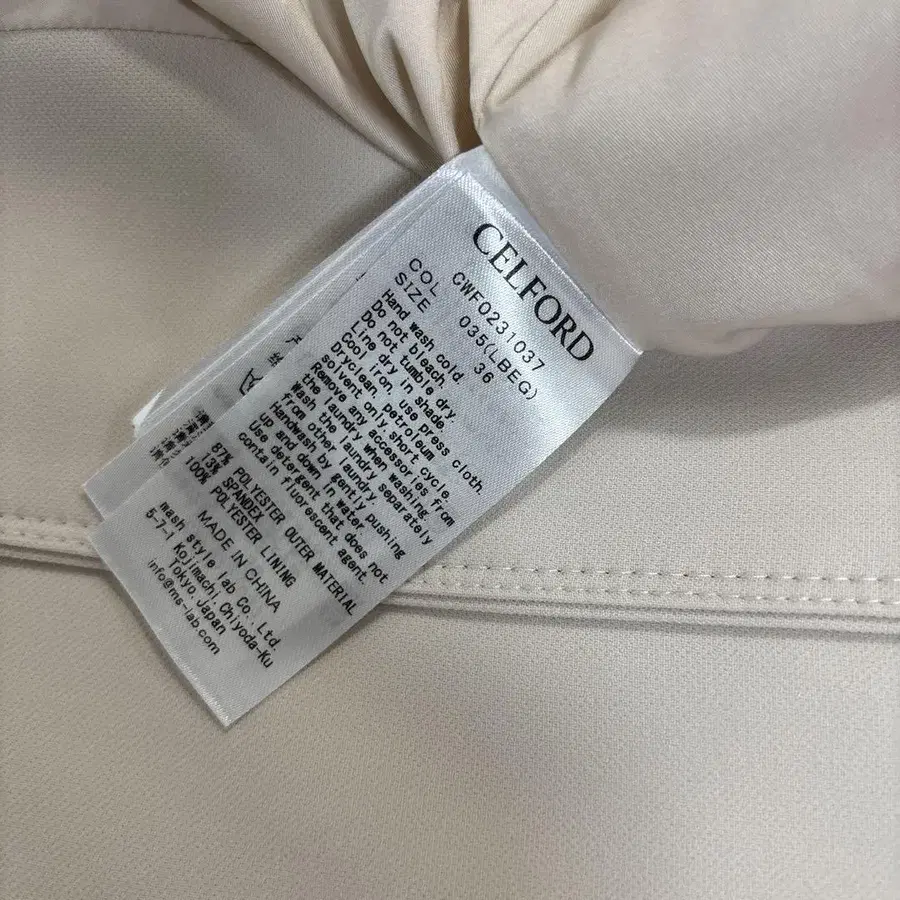 CELFORD
CWF0231037
COL 035(LBEG)
SIZE 36
Hand wash cold.
Do not bleach.
Do not tumble dry.
Line dry in shade.
Cool iron, use press cloth.
Dryclean, petroleum
solvent only.short cycle.
Remove any accessories from
the laundry when washing.
Wash the laundry separately
from other laundry.
Handwash by gently pushing
up and down in water.
Use detergent that does not
contain fluorescent agent.
87% POLYESTER OUTER MATERIAL
13% SPANDEX
100% POLYESTER LINING
MADE IN CHINA
mash style lab Co., Ltd.
5-7-1 Kojimachi,Chiyoda-Ku
Tokyo,Japan
info@ms-lab.com